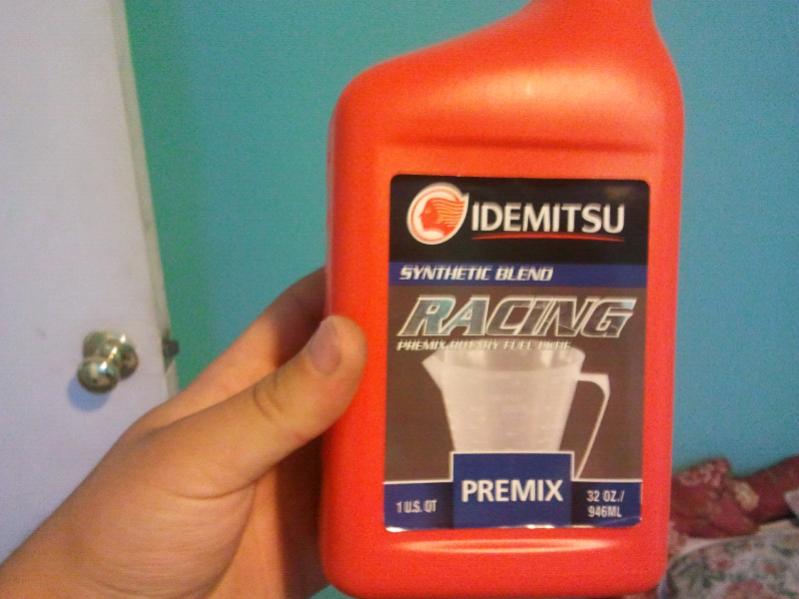 IDEMITSU
SYNTHETIC BLEND
RACING
PREMIX ROTARY FUEL LUBE
PREMIX
1 U.S. QT
32 OZ./
946ML